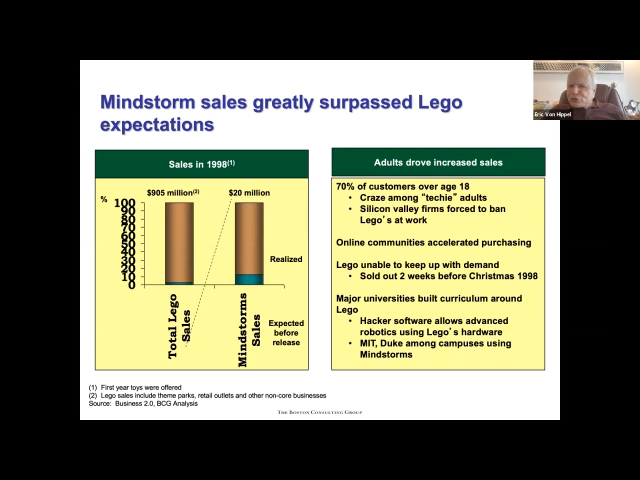 Mindstorm sales greatly surpassed Lego
expectations
Eric Von Hippel
Sales in 1998(1)
$905 million(2)
$20 million
%
100
90
80
70
60
50
40
30
20
10
0
Realized
Expected
before
release
Total Lego
Sales
Mindstorms
Sales
Adults drove increased sales
70% of customers over age 18
• Craze among “techie” adults
• Silicon valley firms forced to ban
Lego’s at work
Online communities accelerated purchasing
Lego unable to keep up with demand
• Sold out 2 weeks before Christmas 1998
Major universities built curriculum around
Lego
• Hacker software allows advanced
robotics using Lego’s hardware
• MIT, Duke among campuses using
Mindstorms
(1) First year toys were offered
(2) Lego sales include theme parks, retail outlets and other non-core businesses
Source: Business 2.0, BCG Analysis
THE BOSTON CONSULTING GROUP